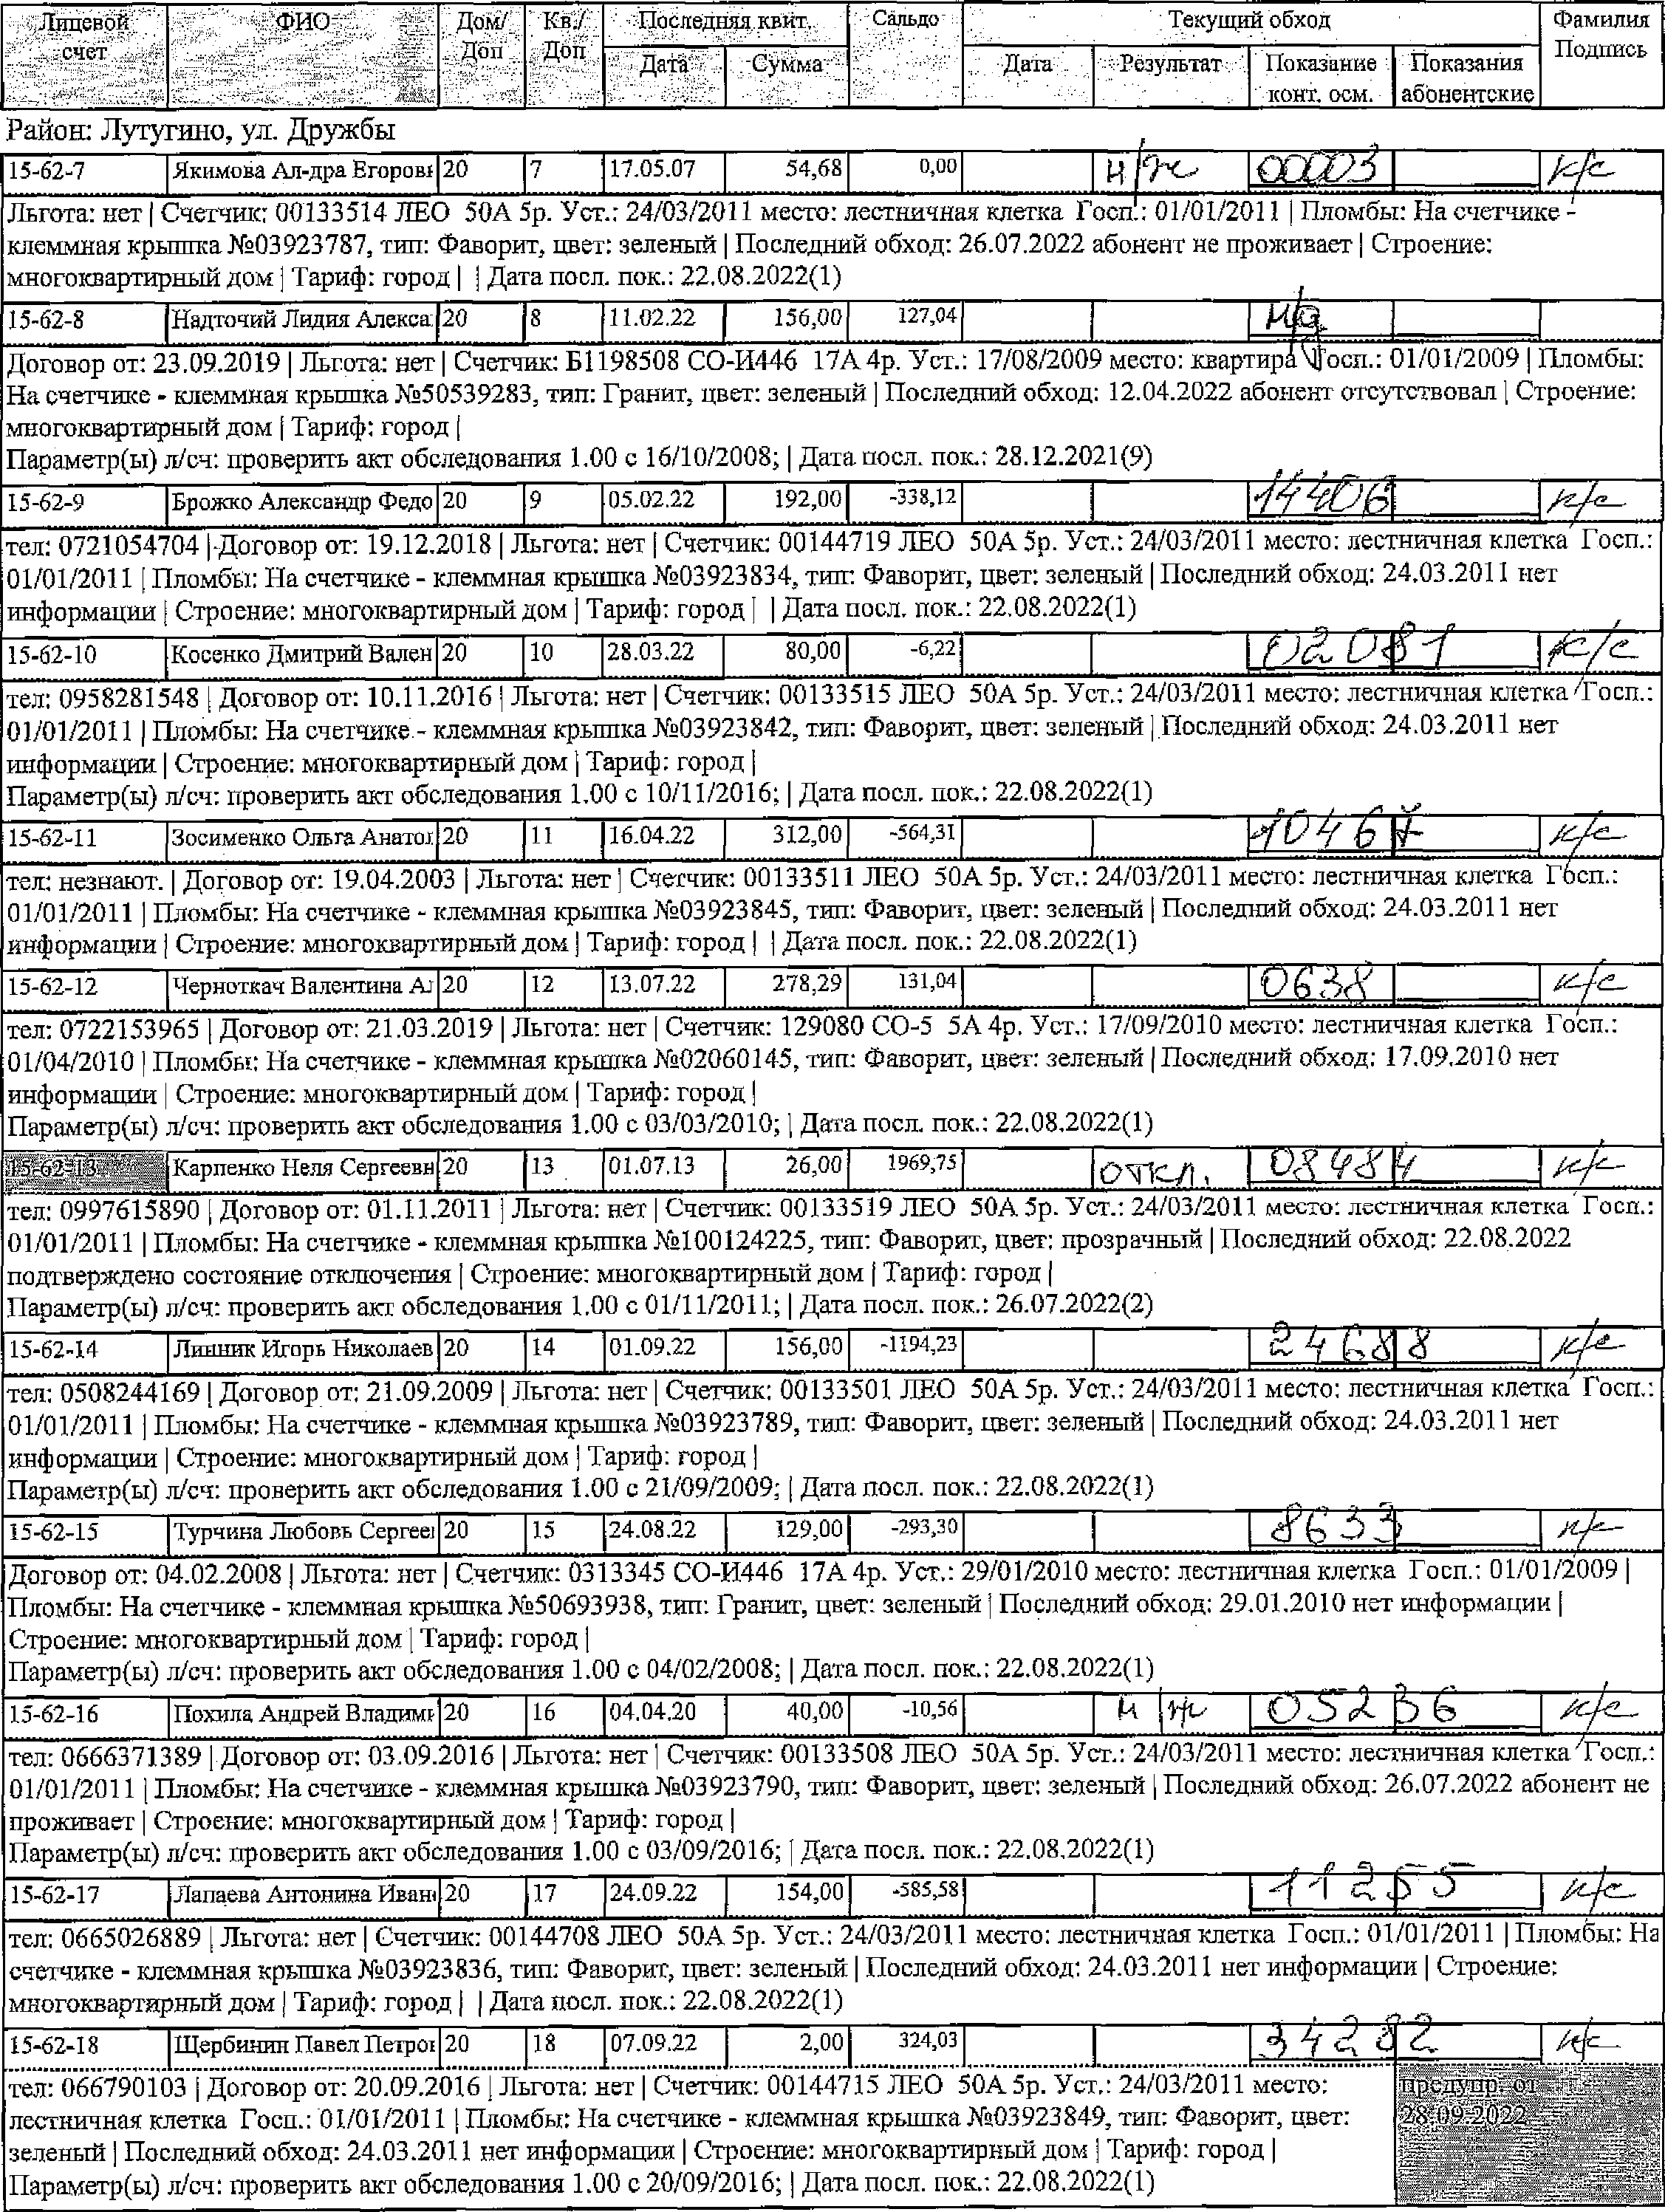 Лицевой счет ФИО Дом/Доп Кв./Доп Последняя квит. Сальдо Текущий обход Фамилия Подпись
Дата Сумма Дата Результат Показание конт. осм. Показания абонентские
Район: Лутугино, ул. Дружбы
15-62-7 Якимова Ал-дра Егоровн 20 7 17.05.07 54,68 0,00 н/ж 00003 к/с
Льгота: нет | Счетчик: 00133514 ЛЕО 50А 5р. Уст.: 24/03/2011 место: лестничная клетка Госп.: 01/01/2011 | Пломбы: На счетчике -
клеммная крышка №03923787, тип: Фаворит, цвет: зеленый | Последний обход: 26.07.2022 абонент не проживает | Строение:
многоквартирный дом | Тариф: город | | Дата посл. пок.: 22.08.2022(1)
15-62-8 Надточий Лидия Алекса 20 8 11.02.22 156,00 127,04 н/д
Договор от: 23.09.2019 | Льгота: нет | Счетчик: Б1198508 СО-И446 17А 4р. Уст.: 17/08/2009 место: квартира Госп.: 01/01/2009 | Пломбы:
На счетчике - клеммная крышка №50539283, тип: Гранит, цвет: зеленый | Последний обход: 12.04.2022 абонент отсутствовал | Строение:
многоквартирный дом | Тариф: город |
Параметр(ы) л/сч: проверить акт обследования 1.00 с 16/10/2008; | Дата посл. пок.: 28.12.2021(9)
15-62-9 Брожко Александр Федо 20 9 05.02.22 192,00 -338,12 14406 к/с
тел: 0721054704 | Договор от: 19.12.2018 | Льгота: нет | Счетчик: 00144719 ЛЕО 50А 5р. Уст.: 24/03/2011 место: лестничная клетка Госп.:
01/01/2011 | Пломбы: На счетчике - клеммная крышка №03923834, тип: Фаворит, цвет: зеленый | Последний обход: 24.03.2011 нет
информации | Строение: многоквартирный дом | Тариф: город | | Дата посл. пок.: 22.08.2022(1)
15-62-10 Косенко Дмитрий Вален 20 10 28.03.22 80,00 -6,22 02081 к/с
тел: 0958281548 | Договор от: 10.11.2016 | Льгота: нет | Счетчик: 00133515 ЛЕО 50А 5р. Уст.: 24/03/2011 место: лестничная клетка Госп.:
01/01/2011 | Пломбы: На счетчике - клеммная крышка №03923842, тип: Фаворит, цвет: зеленый | Последний обход: 24.03.2011 нет
информации | Строение: многоквартирный дом | Тариф: город |
Параметр(ы) л/сч: проверить акт обследования 1.00 с 10/11/2016; | Дата посл. пок.: 22.08.2022(1)
15-62-11 Зосименко Ольга Анатол 20 11 16.04.22 312,00 -564,31 10467 к/с
тел: незнают. | Договор от: 19.04.2003 | Льгота: нет | Счетчик: 00133511 ЛЕО 50А 5р. Уст.: 24/03/2011 место: лестничная клетка Госп.:
01/01/2011 | Пломбы: На счетчике - клеммная крышка №03923845, тип: Фаворит, цвет: зеленый | Последний обход: 24.03.2011 нет
информации | Строение: многоквартирный дом | Тариф: город | | Дата посл. пок.: 22.08.2022(1)
15-62-12 Черноткач Валентина Ал 20 12 13.07.22 278,29 131,04 0638 к/с
тел: 0722153965 | Договор от: 21.03.2019 | Льгота: нет | Счетчик: 129080 СО-5 5А 4р. Уст.: 17/09/2010 место: лестничная клетка Госп.:
01/04/2010 | Пломбы: На счетчике - клеммная крышка №02060145, тип: Фаворит, цвет: зеленый | Последний обход: 17.09.2010 нет
информации | Строение: многоквартирный дом | Тариф: город |
Параметр(ы) л/сч: проверить акт обследования 1.00 с 03/03/2010; | Дата посл. пок.: 22.08.2022(1)
15-62-13 Карпенко Неля Сергеевн 20 13 01.07.13 26,00 1969,75 откл. 08484 к/с
тел: 0997615890 | Договор от: 01.11.2011 | Льгота: нет | Счетчик: 00133519 ЛЕО 50А 5р. Уст.: 24/03/2011 место: лестничная клетка Госп.:
01/01/2011 | Пломбы: На счетчике - клеммная крышка №100124225, тип: Фаворит, цвет: прозрачный | Последний обход: 22.08.2022
подтверждено состояние отключения | Строение: многоквартирный дом | Тариф: город |
Параметр(ы) л/сч: проверить акт обследования 1.00 с 01/11/2011; | Дата посл. пок.: 26.07.2022(2)
15-62-14 Линник Игорь Николаев 20 14 01.09.22 156,00 -1194,23 24688 к/с
тел: 0508244169 | Договор от: 21.09.2009 | Льгота: нет | Счетчик: 00133501 ЛЕО 50А 5р. Уст.: 24/03/2011 место: лестничная клетка Госп.:
01/01/2011 | Пломбы: На счетчике - клеммная крышка №03923789, тип: Фаворит, цвет: зеленый | Последний обход: 24.03.2011 нет
информации | Строение: многоквартирный дом | Тариф: город |
Параметр(ы) л/сч: проверить акт обследования 1.00 с 21/09/2009; | Дата посл. пок.: 22.08.2022(1)
15-62-15 Турчина Любовь Сергеев 20 15 24.08.22 129,00 -293,30 8633 к/с
Договор от: 04.02.2008 | Льгота: нет | Счетчик: 0313345 СО-И446 17А 4р. Уст.: 29/01/2010 место: лестничная клетка Госп.: 01/01/2009 |
Пломбы: На счетчике - клеммная крышка №50693938, тип: Гранит, цвет: зеленый | Последний обход: 29.01.2010 нет информации |
Строение: многоквартирный дом | Тариф: город |
Параметр(ы) л/сч: проверить акт обследования 1.00 с 04/02/2008; | Дата посл. пок.: 22.08.2022(1)
15-62-16 Похила Андрей Владими 20 16 04.04.20 40,00 -10,56 н/ж 05236 к/с
тел: 0666371389 | Договор от: 03.09.2016 | Льгота: нет | Счетчик: 00133508 ЛЕО 50А 5р. Уст.: 24/03/2011 место: лестничная клетка Госп.:
01/01/2011 | Пломбы: На счетчике - клеммная крышка №03923790, тип: Фаворит, цвет: зеленый | Последний обход: 26.07.2022 абонент не
проживает | Строение: многоквартирный дом | Тариф: город |
Параметр(ы) л/сч: проверить акт обследования 1.00 с 03/09/2016; | Дата посл. пок.: 22.08.2022(1)
15-62-17 Лапаева Антонина Иван 20 17 24.09.22 154,00 -585,58 11255 к/с
тел: 0665026889 | Льгота: нет | Счетчик: 00144708 ЛЕО 50А 5р. Уст.: 24/03/2011 место: лестничная клетка Госп.: 01/01/2011 | Пломбы: На
счетчике - клеммная крышка №03923836, тип: Фаворит, цвет: зеленый | Последний обход: 24.03.2011 нет информации | Строение:
многоквартирный дом | Тариф: город | | Дата посл. пок.: 22.08.2022(1)
15-62-18 Щербинин Павел Петров 20 18 07.09.22 2,00 324,03 34282 к/с
тел: 066790103 | Договор от: 20.09.2016 | Льгота: нет | Счетчик: 00144715 ЛЕО 50А 5р. Уст.: 24/03/2011 место:
лестничная клетка Госп.: 01/01/2011 | Пломбы: На счетчике - клеммная крышка №03923849, тип: Фаворит, цвет:
зеленый | Последний обход: 24.03.2011 нет информации | Строение: многоквартирный дом | Тариф: город |
Параметр(ы) л/сч: проверить акт обследования 1.00 с 20/09/2016; | Дата посл. пок.: 22.08.2022(1)
предупр. от
28.09.2022